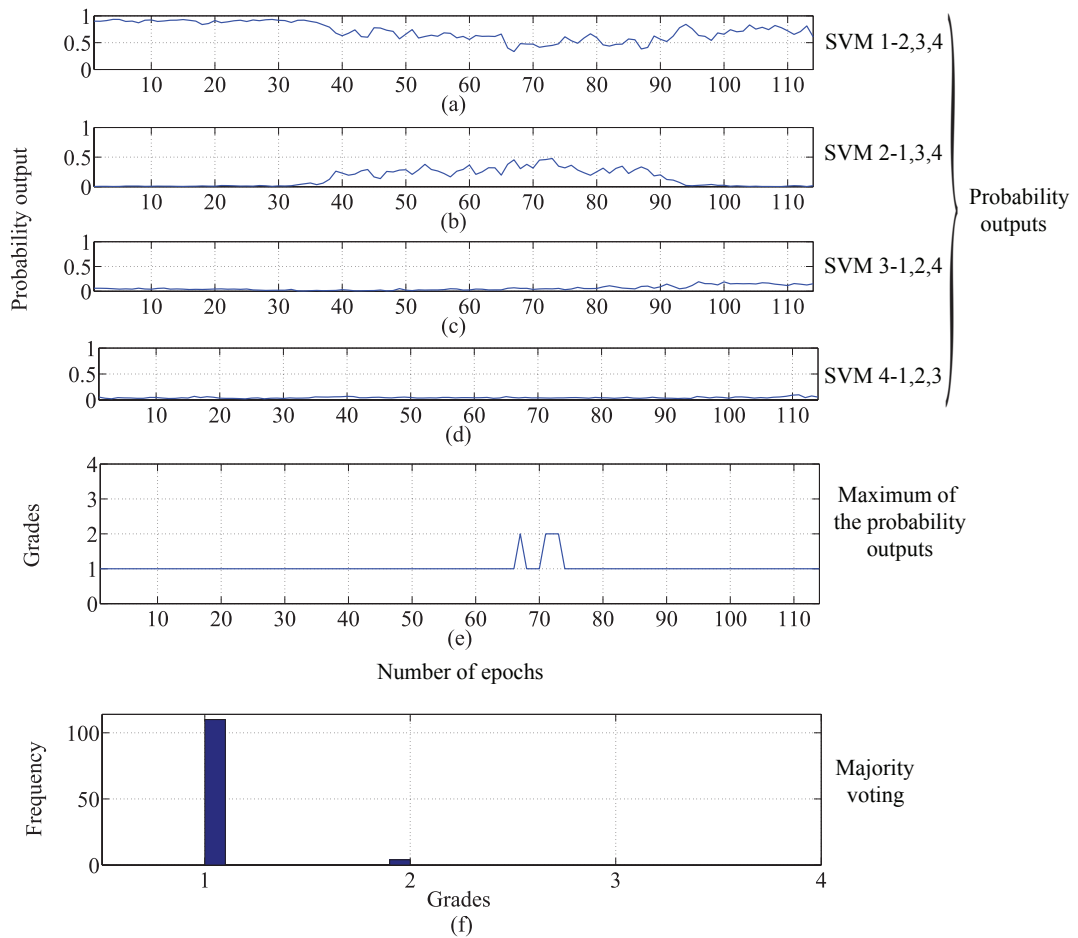 1
0.5
0
10 20 30 40 50 60 70 80 90 100 110
(a)
SVM 1-2,3,4
1
0.5
0
10 20 30 40 50 60 70 80 90 100 110
(b)
SVM 2-1,3,4
Probability output
Probability
outputs
1
0.5
0
10 20 30 40 50 60 70 80 90 100 110
(c)
SVM 3-1,2,4
1
0.5
0
10 20 30 40 50 60 70 80 90 100 110
(d)
SVM 4-1,2,3
4
3
2
1
0
Grades
10 20 30 40 50 60 70 80 90 100 110
(e)
Maximum of
the probability
outputs
Number of epochs
100
50
0
Frequency
1 2 3 4
Grades
(f)
Majority
voting